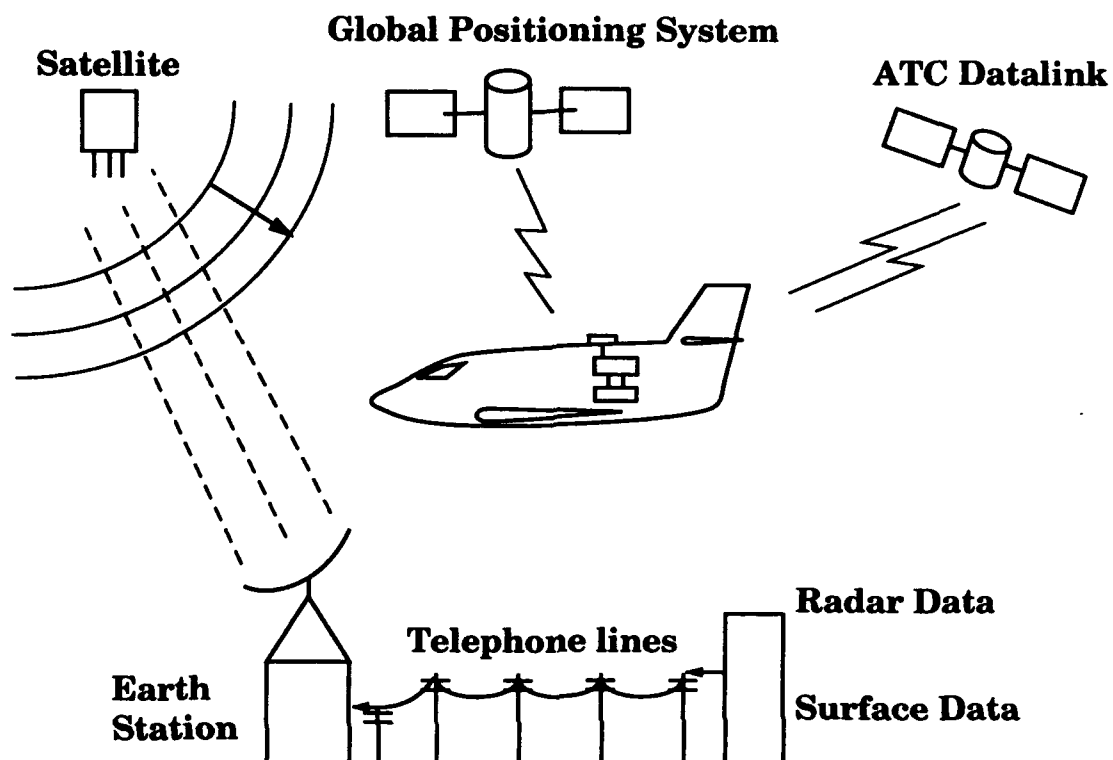 Global Positioning System
Satellite
ATC Datalink
Radar Data
Telephone lines
Earth
Station
Surface Data